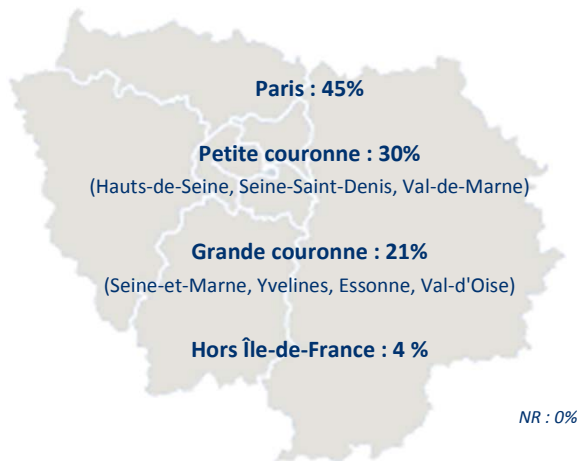 Paris : 45%
Petite couronne : 30%
(Hauts-de-Seine, Seine-Saint-Denis, Val-de-Marne)
Grande couronne : 21%
(Seine-et-Marne, Yvelines, Essonne, Val-d'Oise)
Hors Île-de-France : 4 %
NR : 0%